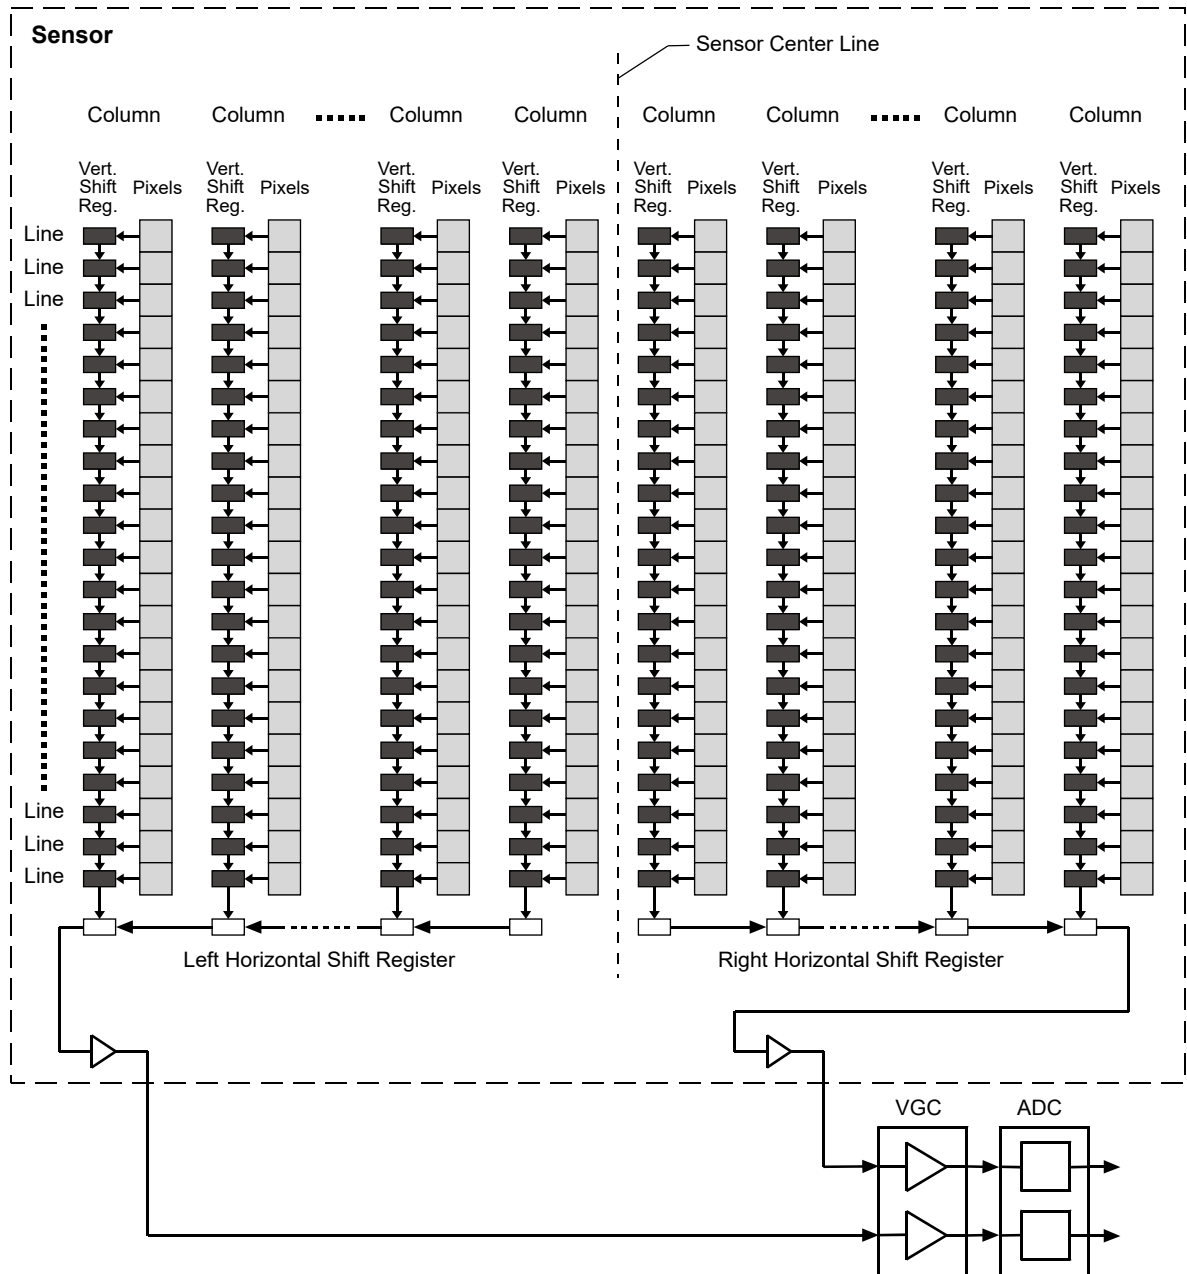 Sensor
Sensor Center Line
Column Column Column Column Column Column Column Column
Vert. Shift Reg. Pixels Vert. Shift Reg. Pixels Vert. Shift Reg. Pixels Vert. Shift Reg. Pixels Vert. Shift Reg. Pixels Vert. Shift Reg. Pixels Vert. Shift Reg. Pixels Vert. Shift Reg. Pixels
Line
Line
Line
Line
Line
Line
Left Horizontal Shift Register Right Horizontal Shift Register
VGC ADC